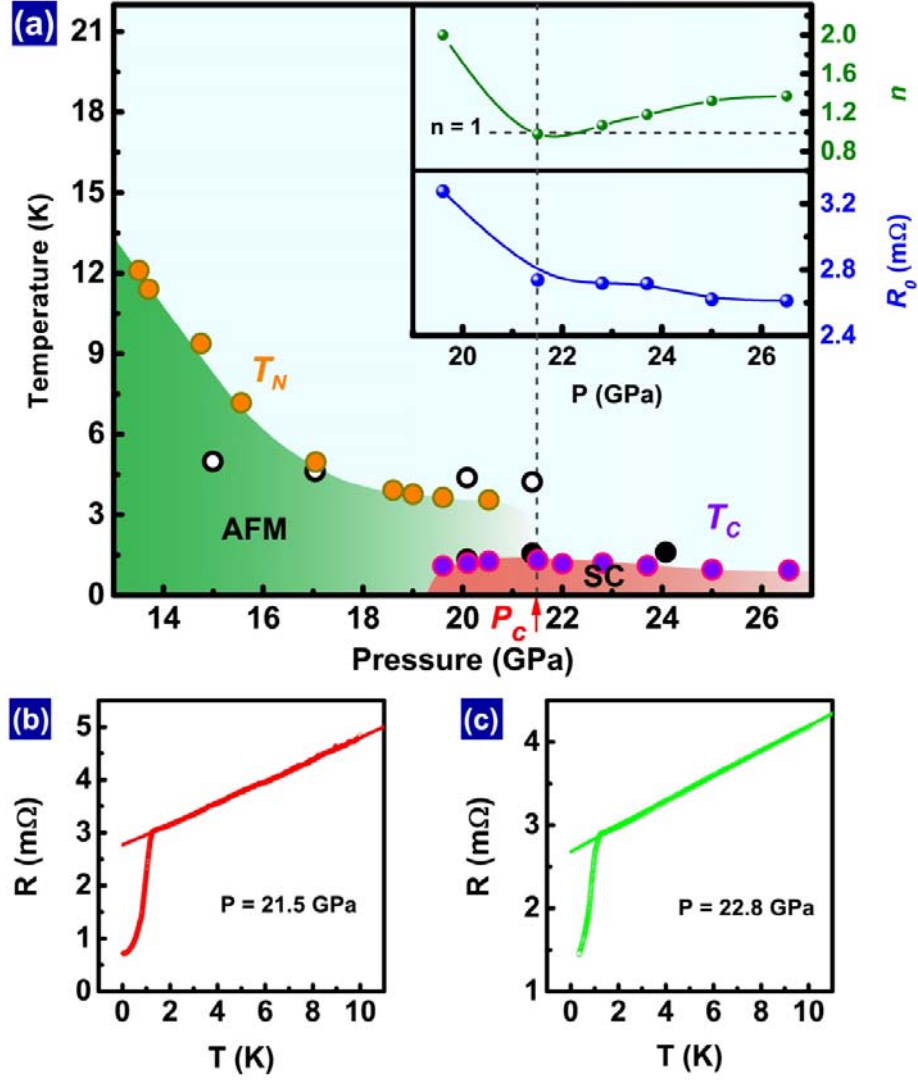 (a)
21
18
15
12
9
6
3
0
Temperature (K)
14
16
18
20
22
24
26
Pressure (GPa)
T_N
AFM
T_C
SC
P_C
n = 1
2.0
1.6
1.2
0.8
n
3.2
2.8
2.4
R_0 (mΩ)
20
22
24
26
P (GPa)
(b)
5
4
3
2
1
0
R (mΩ)
P = 21.5 GPa
0 2 4 6 8 10
T (K)
(c)
4
3
2
1
R (mΩ)
P = 22.8 GPa
0 2 4 6 8 10
T (K)